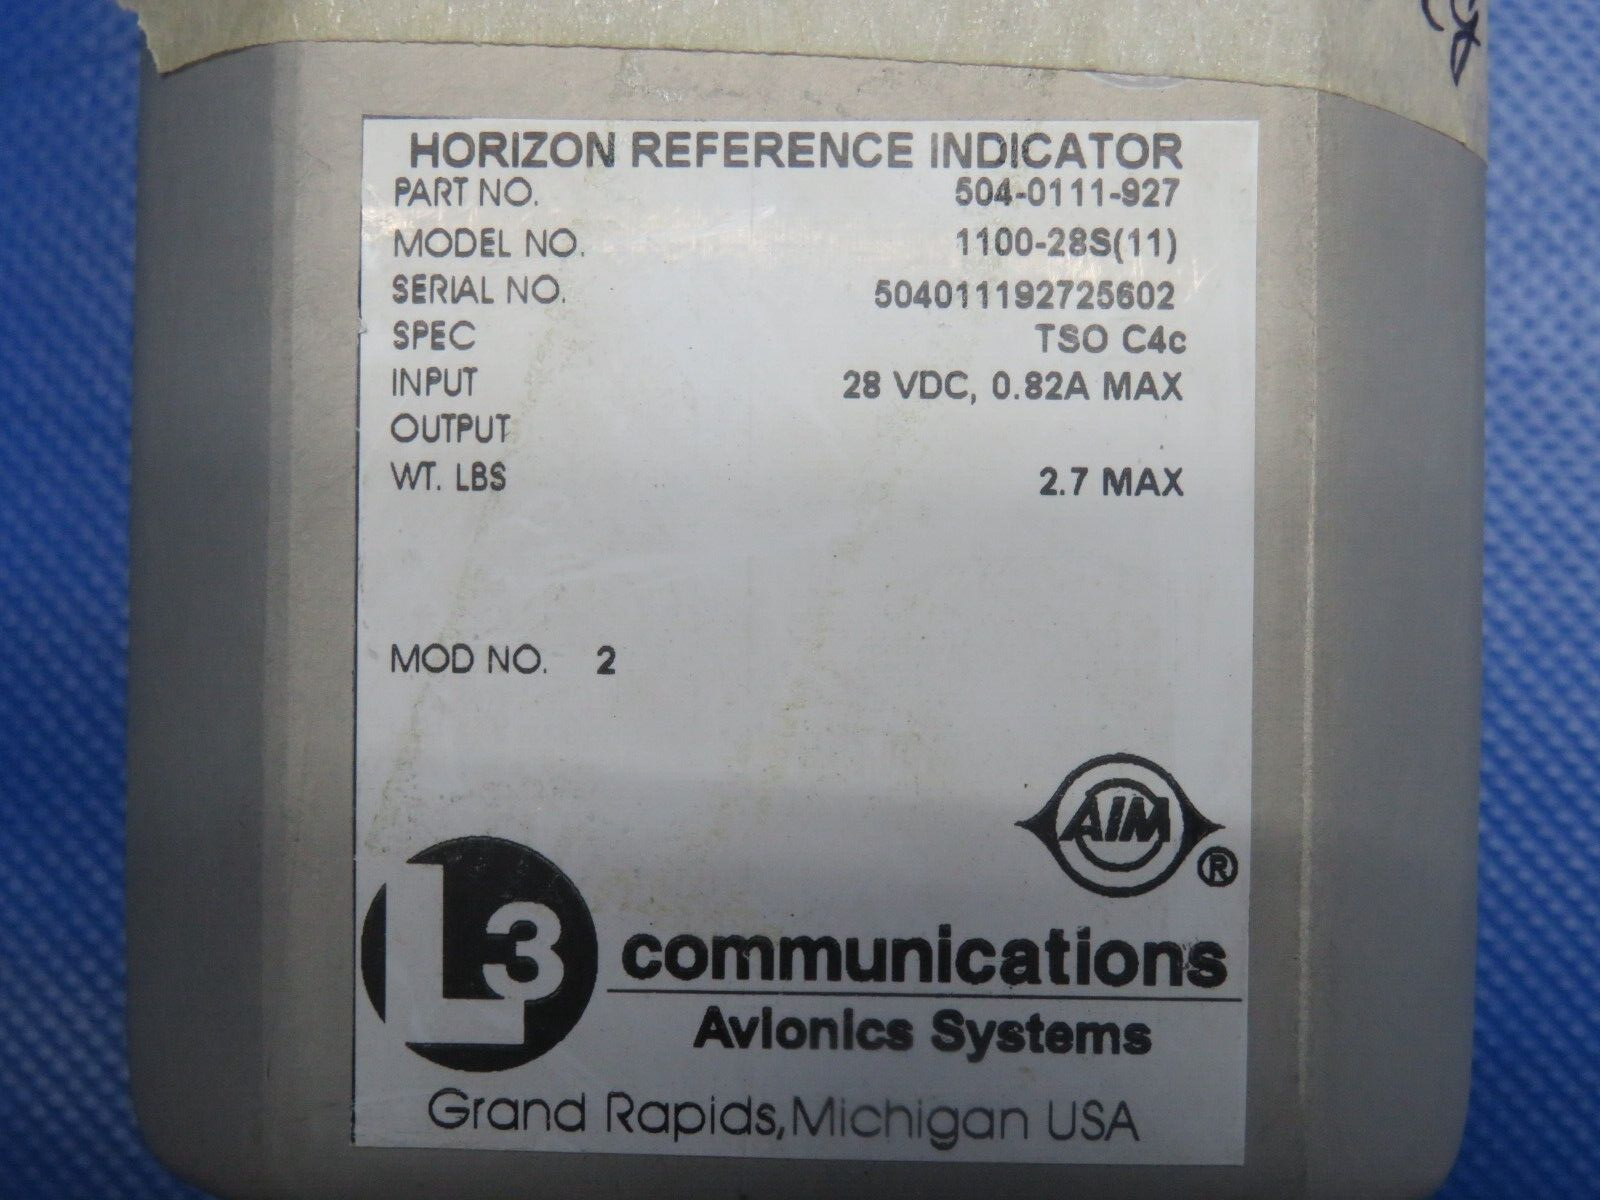 HORIZON REFERENCE INDICATOR
PART NO. 504-0111-927
MODEL NO. 1100-28S(11)
SERIAL NO. 504011192725602
SPEC TSO C4c
INPUT 28 VDC, 0.82A MAX
OUTPUT
WT. LBS 2.7 MAX
MOD NO. 2
AIM ®
L3 communications
Avionics Systems
Grand Rapids, Michigan USA